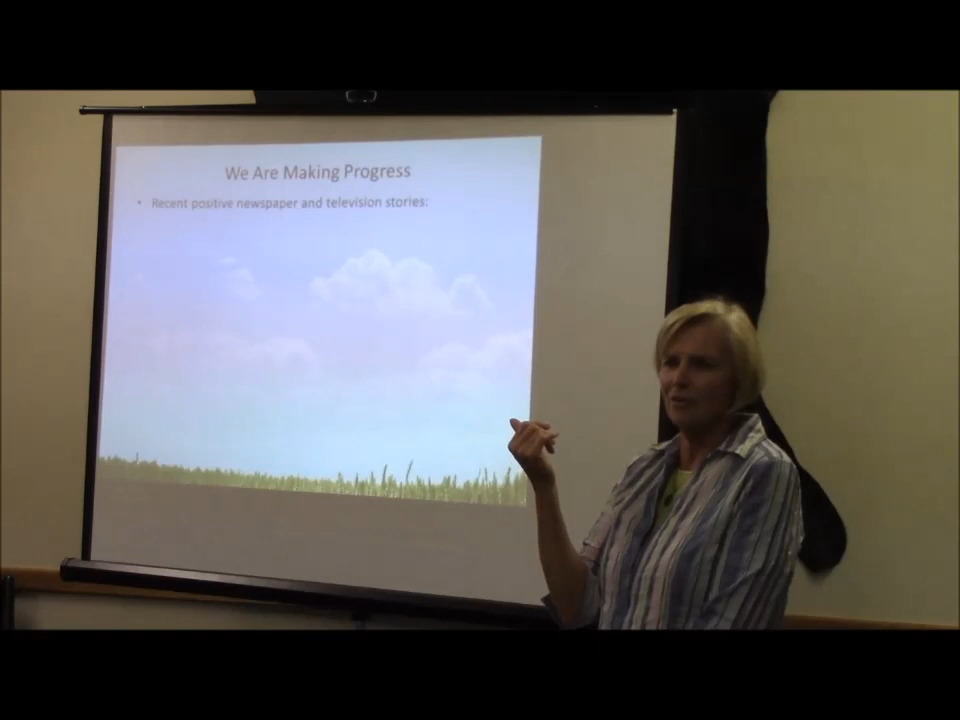 We Are Making Progress
• Recent positive newspaper and television stories: